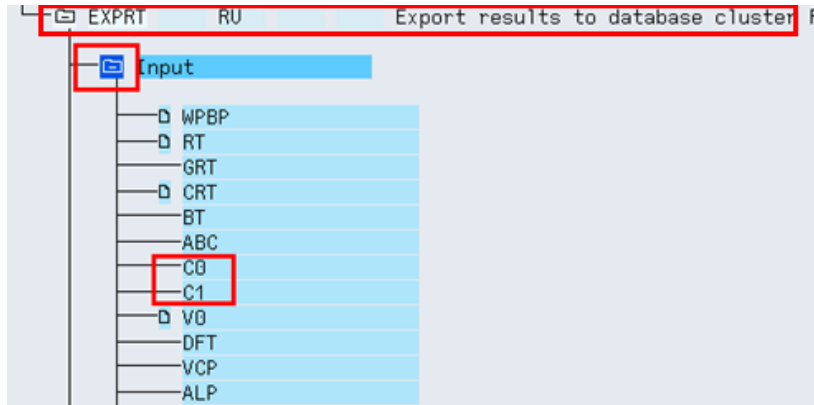 EXPRT RU Export results to database cluster
Input
WPBP
RT
GRT
CRT
BT
ABC
C0
C1
V0
DFT
VCP
ALP